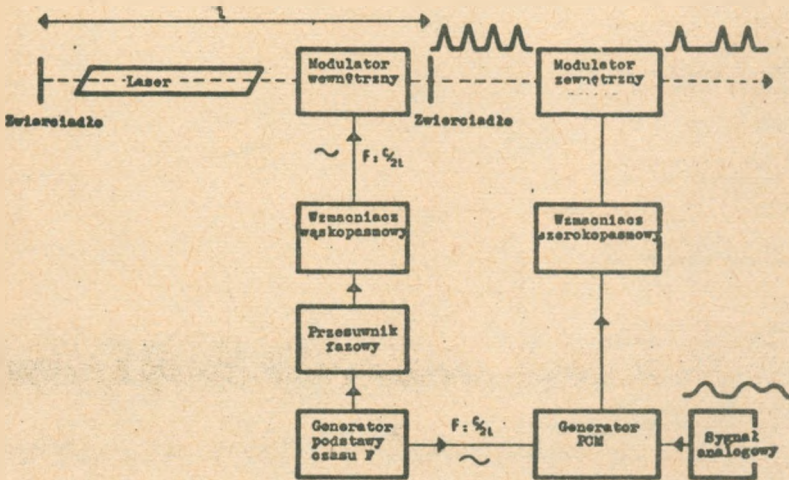 l
Laser
Modulator
wewnętrzny
Modulator
zewnętrzny
Zwierciadło
Zwierciadło
~ F = c/2l
Wzmacniacz
wąskopasmowy
Wzmacniacz
szerokopasmowy
Przesuwnik
fazowy
Generator
podstawy
czasu F
F = c/2l
~
Generator
PCM
Sygnał
analogowy